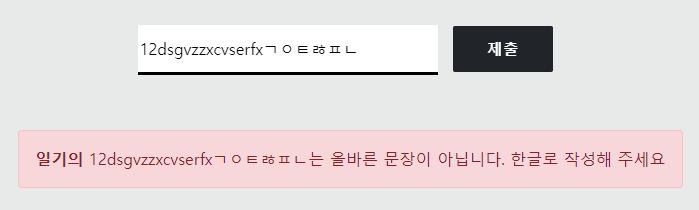 12dsgvzzxcvserfxㄱㅇㅌㄿㅍㄴ
제출
일기의 12dsgvzzxcvserfxㄱㅇㅌㄿㅍㄴ는 올바른 문장이 아닙니다. 한글로 작성해 주세요